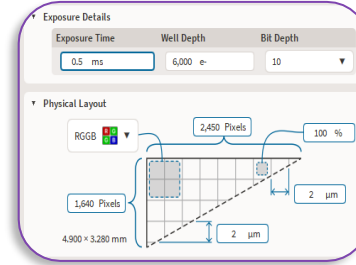 Exposure Details
Exposure Time Well Depth Bit Depth
0.5 ms 6,000 e- 10
Physical Layout
2,450 Pixels
RGGB R G G B 100 %
1,640 Pixels 2 μm
4.900 × 3.280 mm 2 μm